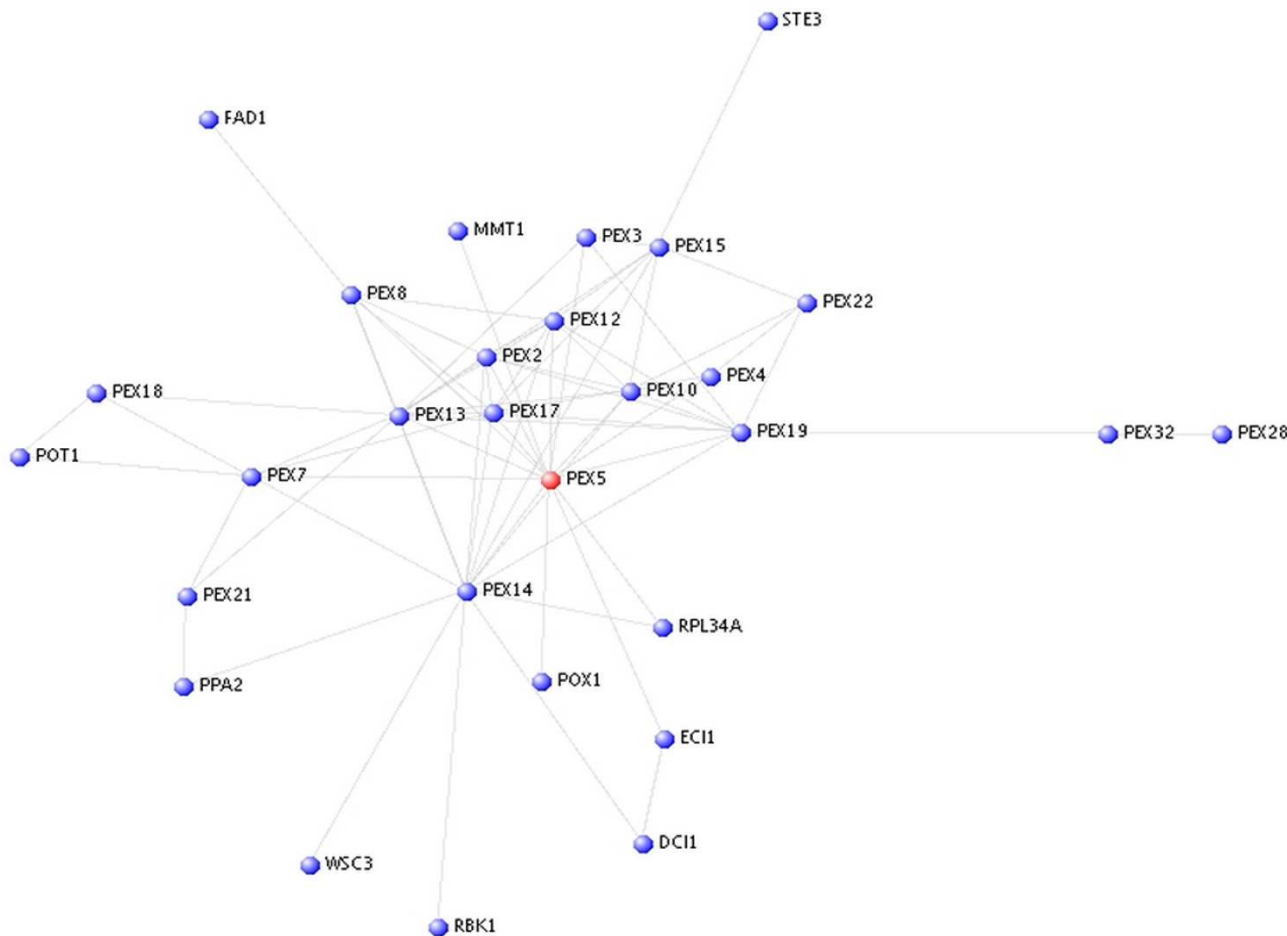 STE3
FAD1
MMT1
PEX3
PEX15
PEX8
PEX22
PEX12
PEX2
PEX4
PEX10
PEX18
PEX13
PEX17
PEX19
PEX32
PEX28
POT1
PEX7
PEX5
PEX21
PEX14
RPL34A
PPA2
POX1
ECI1
DCI1
WSC3
RBK1